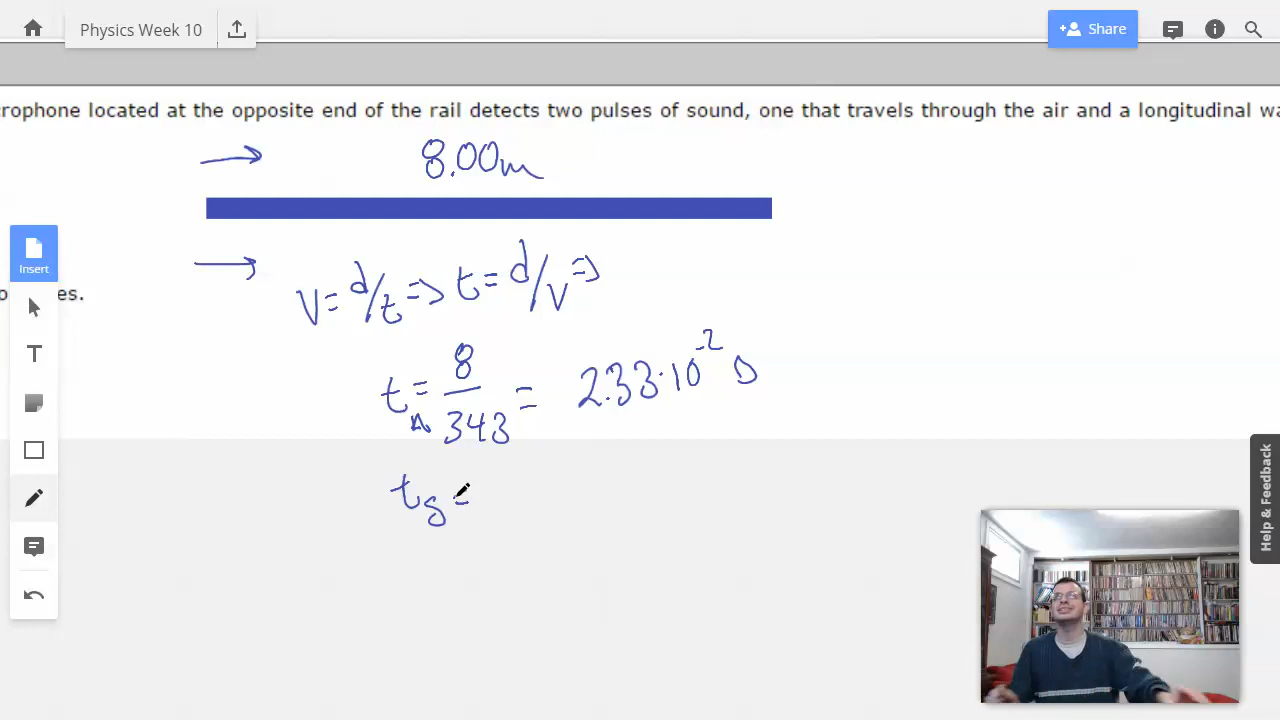 Physics Week 10
Share
crophone located at the opposite end of the rail detects two pulses of sound, one that travels through the air and a longitudinal wa
8.00m
Insert
es.
V = d/t => t = d/V =>
t_A = 8/343 = 2.33·10^-2 s
t_s =
Help & Feedback